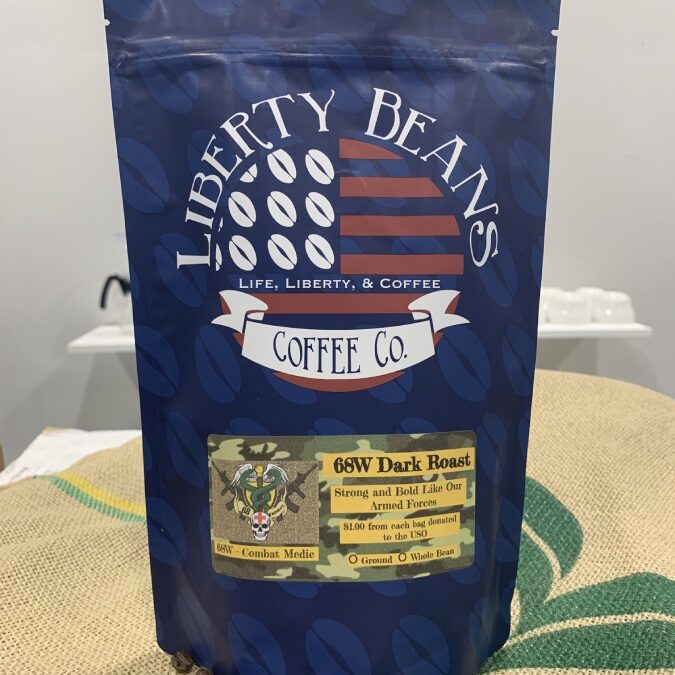 LIBERTY BEANS
LIFE, LIBERTY, & COFFEE
COFFEE CO.
68W Dark Roast
Strong and Bold Like Our
Armed Forces
$1.00 from each bag donated
to the USO
68W - Combat Medic
Ground Whole Bean